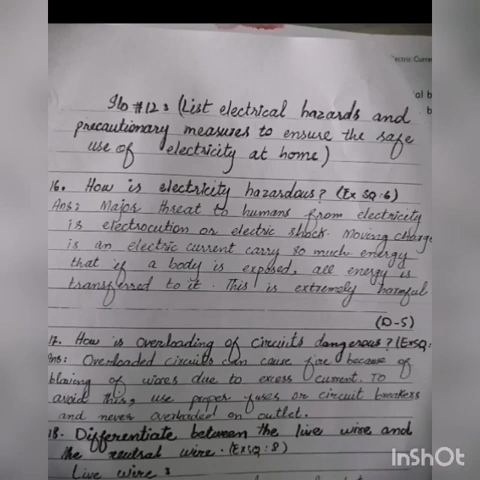 ectric Curre
al b
b
Slo #12: (List electrical hazards and
precautionary measures to ensure the safe
use of electricity at home)
16. How is electricity hazardous? (Ex SQ:6)
Ans: Major threat to humans from electricity
is electrocution or electric shock. Moving charge
is an electric current carry so much energy
that if a body is exposed, all energy is
transferred to it. This is extremely harmful
(D-5)
17. How is overloading of circuits dangerous? (ExSQ:
Ans: Overloaded circuits can cause fire because of
of wires due to excess current. To
avoid this, use proper fuses or circuit breakers
and never overloaded an outlet.
18. Differentiate between the live wire and
the neutral wire. (ExSQ:8)
Live wire:
InShOt